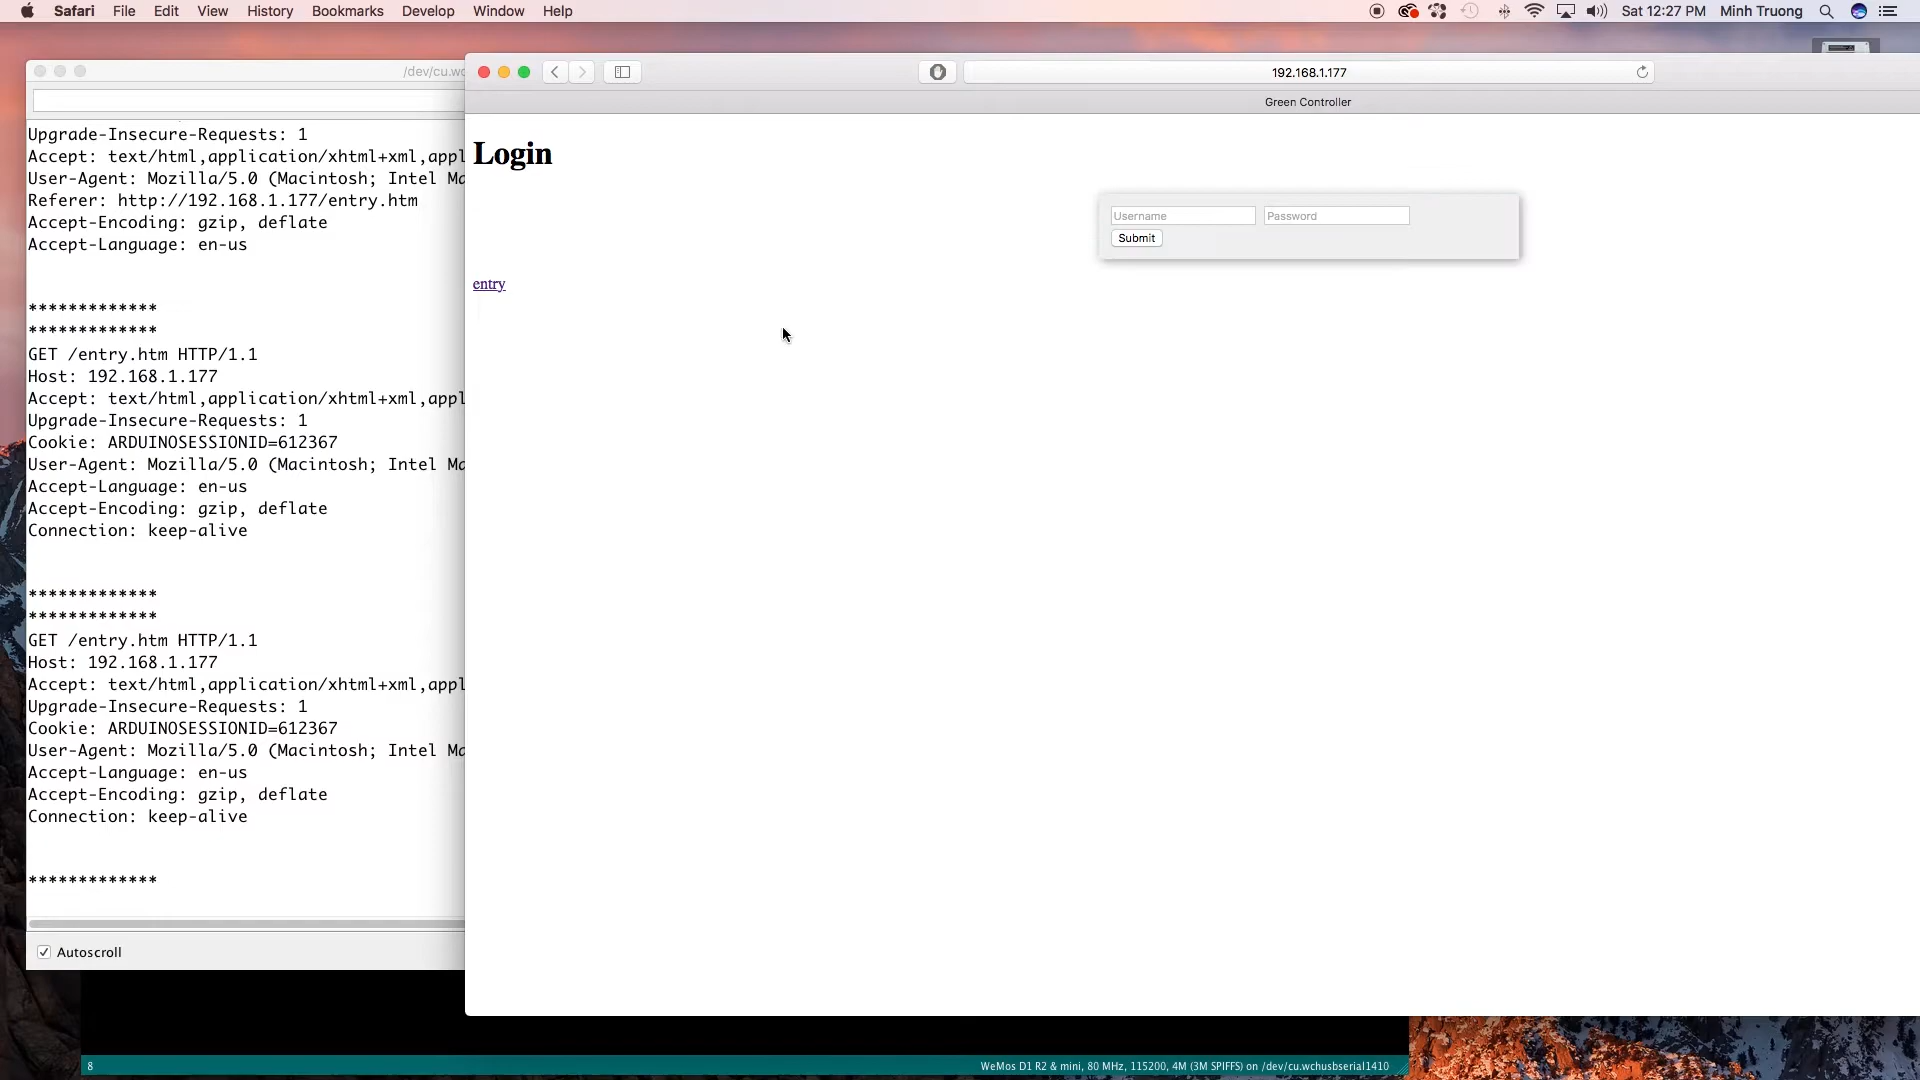 Safari File Edit View History Bookmarks Develop Window Help Sat 12:27 PM Minh Truong
/dev/cu.wc
Upgrade-Insecure-Requests: 1
Accept: text/html,application/xhtml+xml,appl
User-Agent: Mozilla/5.0 (Macintosh; Intel Ma
Referer: http://192.168.1.177/entry.htm
Accept-Encoding: gzip, deflate
Accept-Language: en-us
*************
*************
GET /entry.htm HTTP/1.1
Host: 192.168.1.177
Accept: text/html,application/xhtml+xml,appl
Upgrade-Insecure-Requests: 1
Cookie: ARDUINOSESSIONID=612367
User-Agent: Mozilla/5.0 (Macintosh; Intel Ma
Accept-Language: en-us
Accept-Encoding: gzip, deflate
Connection: keep-alive
*************
*************
GET /entry.htm HTTP/1.1
Host: 192.168.1.177
Accept: text/html,application/xhtml+xml,appl
Upgrade-Insecure-Requests: 1
Cookie: ARDUINOSESSIONID=612367
User-Agent: Mozilla/5.0 (Macintosh; Intel Ma
Accept-Language: en-us
Accept-Encoding: gzip, deflate
Connection: keep-alive
*************
Autoscroll
192.168.1.177
Green Controller
Login
Username Password
Submit
entry
8 WeMos D1 R2 & mini, 80 MHz, 115200, 4M (3M SPIFFS) on /dev/cu.wchusbserial1410